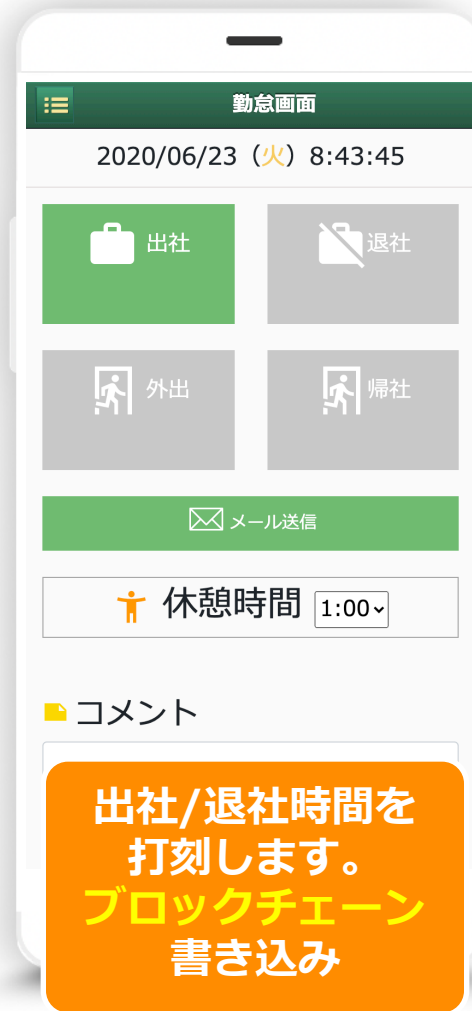 勤怠画面
2020/06/23（火）8:43:45
出社
退社
外出
帰社
メール送信
休憩時間 1:00
コメント
出社/退社時間を
打刻します。
ブロックチェーン
書き込み